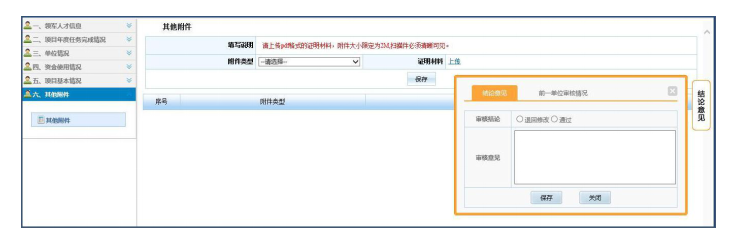 一、领军人才信息
二、项目年度任务完成情况
三、单位情况
四、资金使用情况
五、项目基本情况
六、其他附件
其他附件
其他附件
填写说明 请上传pdf格式的证明材料，附件大小限定为2M,扫描件必须清晰可见。
附件类型 --请选择-- 证明材料 上传
保存
序号 附件类型
结论意见 前一单位审核情况
审核结论 退回修改 通过
审核意见
保存 关闭
结论意见